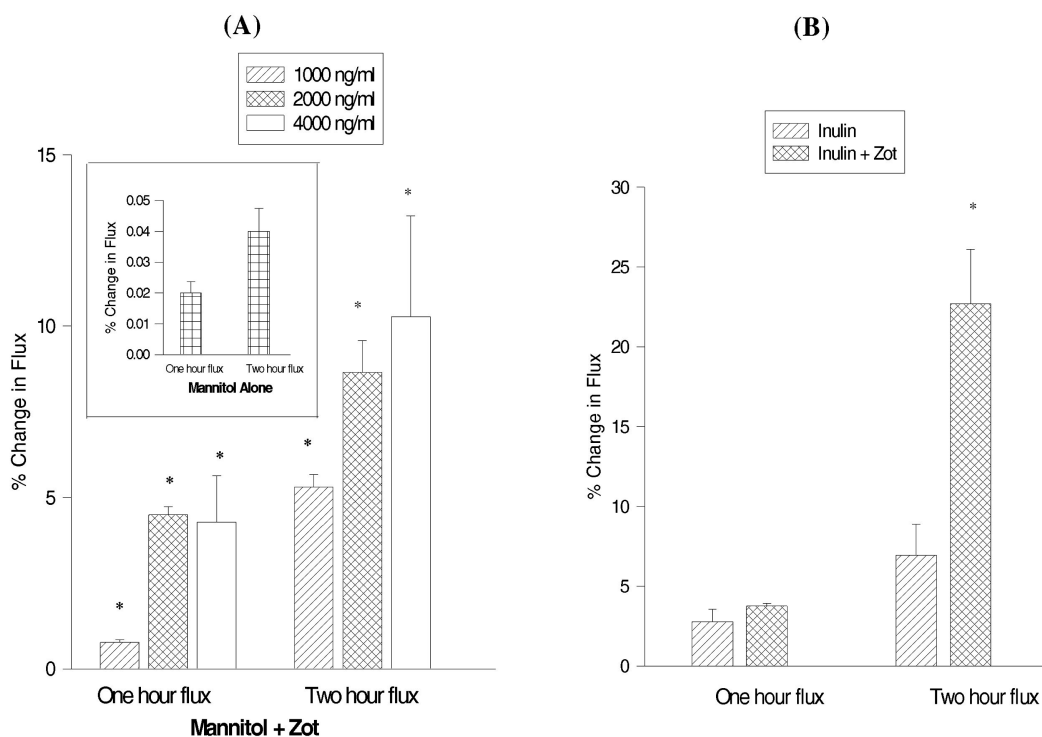 (A)
1000 ng/ml
2000 ng/ml
4000 ng/ml
15
10
5
0
% Change in Flux
*
*
*
*
*
*
0.05
0.04
0.03
0.02
0.01
0.00
% Change in Flux
One hour flux
Two hour flux
Mannitol Alone
One hour flux
Two hour flux
Mannitol + Zot
(B)
Inulin
Inulin + Zot
30
25
20
15
10
5
0
% Change in Flux
*
One hour flux
Two hour flux